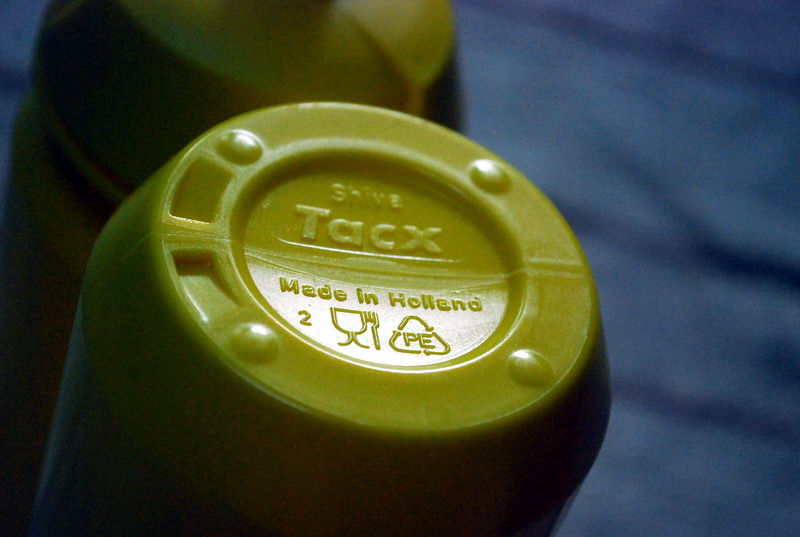 Shiva
Tacx
Made in Holland
2 PE